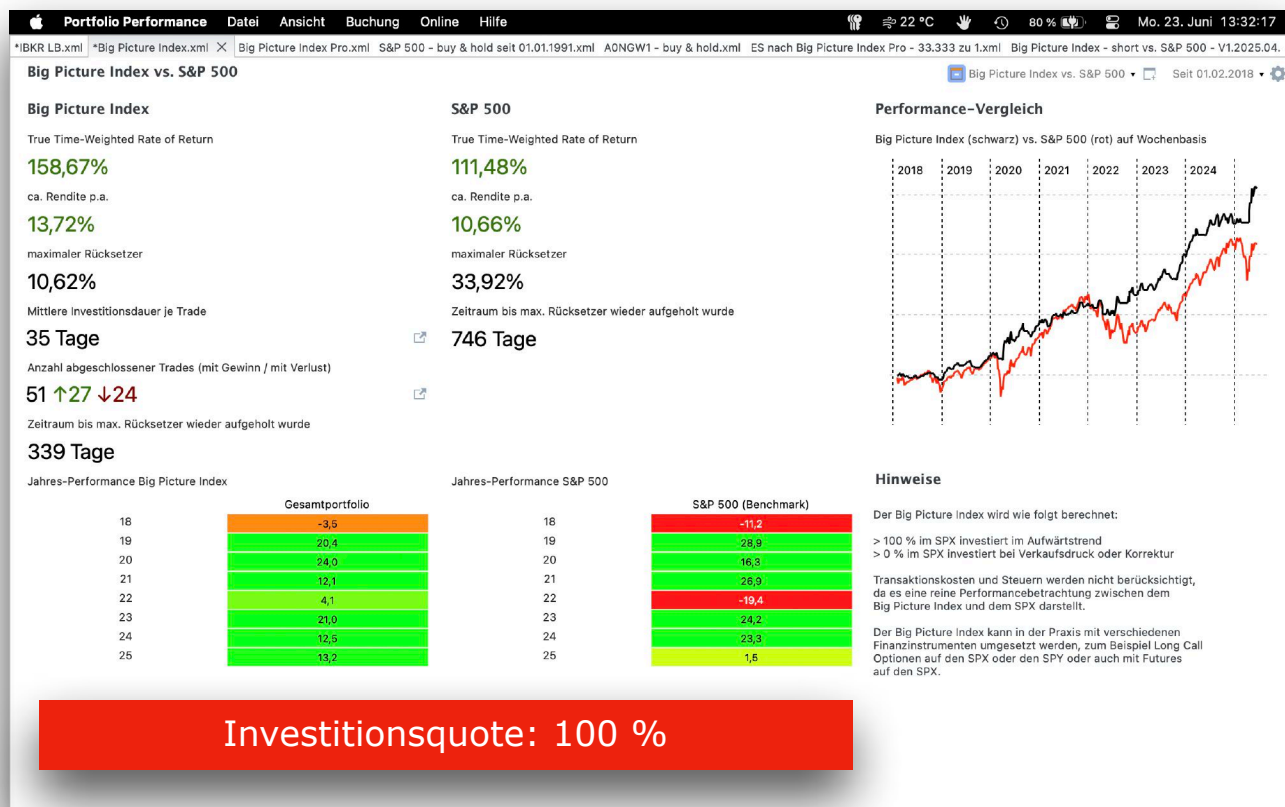 Portfolio Performance Datei Ansicht Buchung Online Hilfe 22 °C 80 % Mo. 23. Juni 13:32:17
*IBKR LB.xml *Big Picture Index.xml Big Picture Index Pro.xml S&P 500 - buy & hold seit 01.01.1991.xml A0NGW1 - buy & hold.xml ES nach Big Picture Index Pro - 33.333 zu 1.xml Big Picture Index - short vs. S&P 500 - V1.2025.04.
Big Picture Index vs. S&P 500
Big Picture Index vs. S&P 500 Seit 01.02.2018
Big Picture Index
True Time-Weighted Rate of Return
158,67%
ca. Rendite p.a.
13,72%
maximaler Rücksetzer
10,62%
Mittlere Investitionsdauer je Trade
35 Tage
Anzahl abgeschlossener Trades (mit Gewinn / mit Verlust)
51 ↑27 ↓24
Zeitraum bis max. Rücksetzer wieder aufgeholt wurde
339 Tage
S&P 500
True Time-Weighted Rate of Return
111,48%
ca. Rendite p.a.
10,66%
maximaler Rücksetzer
33,92%
Zeitraum bis max. Rücksetzer wieder aufgeholt wurde
746 Tage
Performance-Vergleich
Big Picture Index (schwarz) vs. S&P 500 (rot) auf Wochenbasis
2018 2019 2020 2021 2022 2023 2024
Jahres-Performance Big Picture Index
Gesamtportfolio
18 -3,5
19 20,4
20 24,0
21 12,1
22 4,1
23 21,0
24 12,5
25 13,2
Jahres-Performance S&P 500
S&P 500 (Benchmark)
18 -11,2
19 28,9
20 16,3
21 26,9
22 -19,4
23 24,2
24 23,3
25 1,5
Hinweise
Der Big Picture Index wird wie folgt berechnet:
> 100 % im SPX investiert im Aufwärtstrend
> 0 % im SPX investiert bei Verkaufsdruck oder Korrektur
Transaktionskosten und Steuern werden nicht berücksichtigt,
da es eine reine Performancebetrachtung zwischen dem
Big Picture Index und dem SPX darstellt.
Der Big Picture Index kann in der Praxis mit verschiedenen
Finanzinstrumenten umgesetzt werden, zum Beispiel Long Call
Optionen auf den SPX oder den SPY oder auch mit Futures
auf den SPX.
Investitionsquote: 100 %